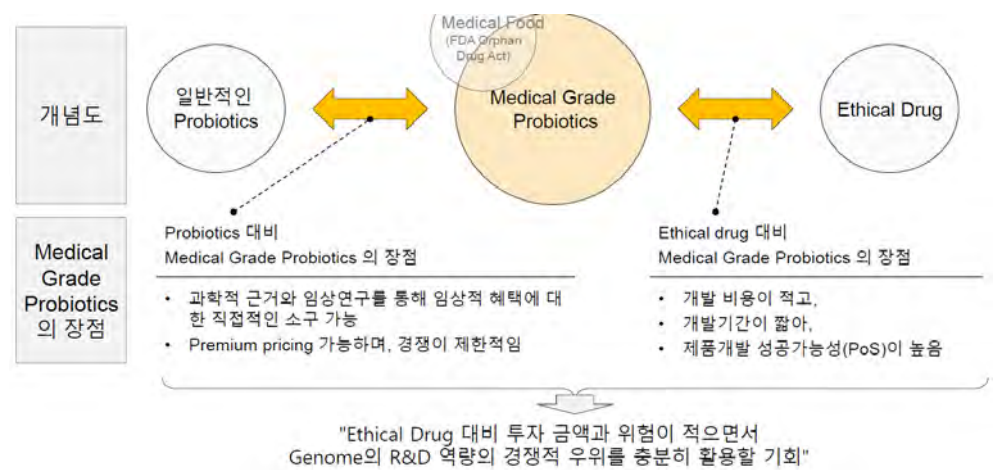 개념도
일반적인
Probiotics
Medical Food
(FDA Orphan
Drug Act)
Medical Grade
Probiotics
Ethical Drug
Medical
Grade
Probiotics
의 장점
Probiotics 대비
Medical Grade Probiotics 의 장점
• 과학적 근거와 임상연구를 통해 임상적 혜택에 대
한 직접적인 소구 가능
• Premium pricing 가능하며, 경쟁이 제한적임
Ethical drug 대비
Medical Grade Probiotics 의 장점
• 개발 비용이 적고,
• 개발기간이 짧아,
• 제품개발 성공가능성(PoS)이 높음
"Ethical Drug 대비 투자 금액과 위험이 적으면서
Genome의 R&D 역량의 경쟁적 우위를 충분히 활용할 기회"